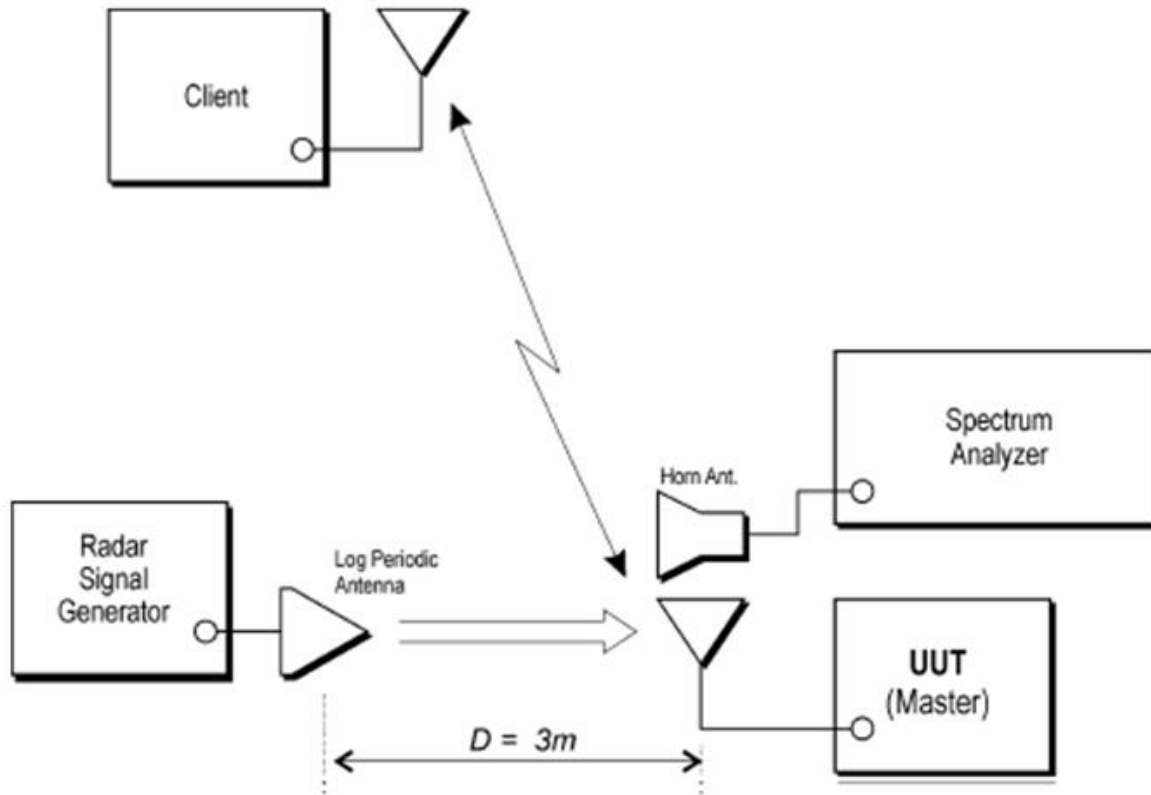 Client
Spectrum
Analyzer
Horn Ant.
Radar
Signal
Generator
Log Periodic
Antenna
UUT
(Master)
D = 3m